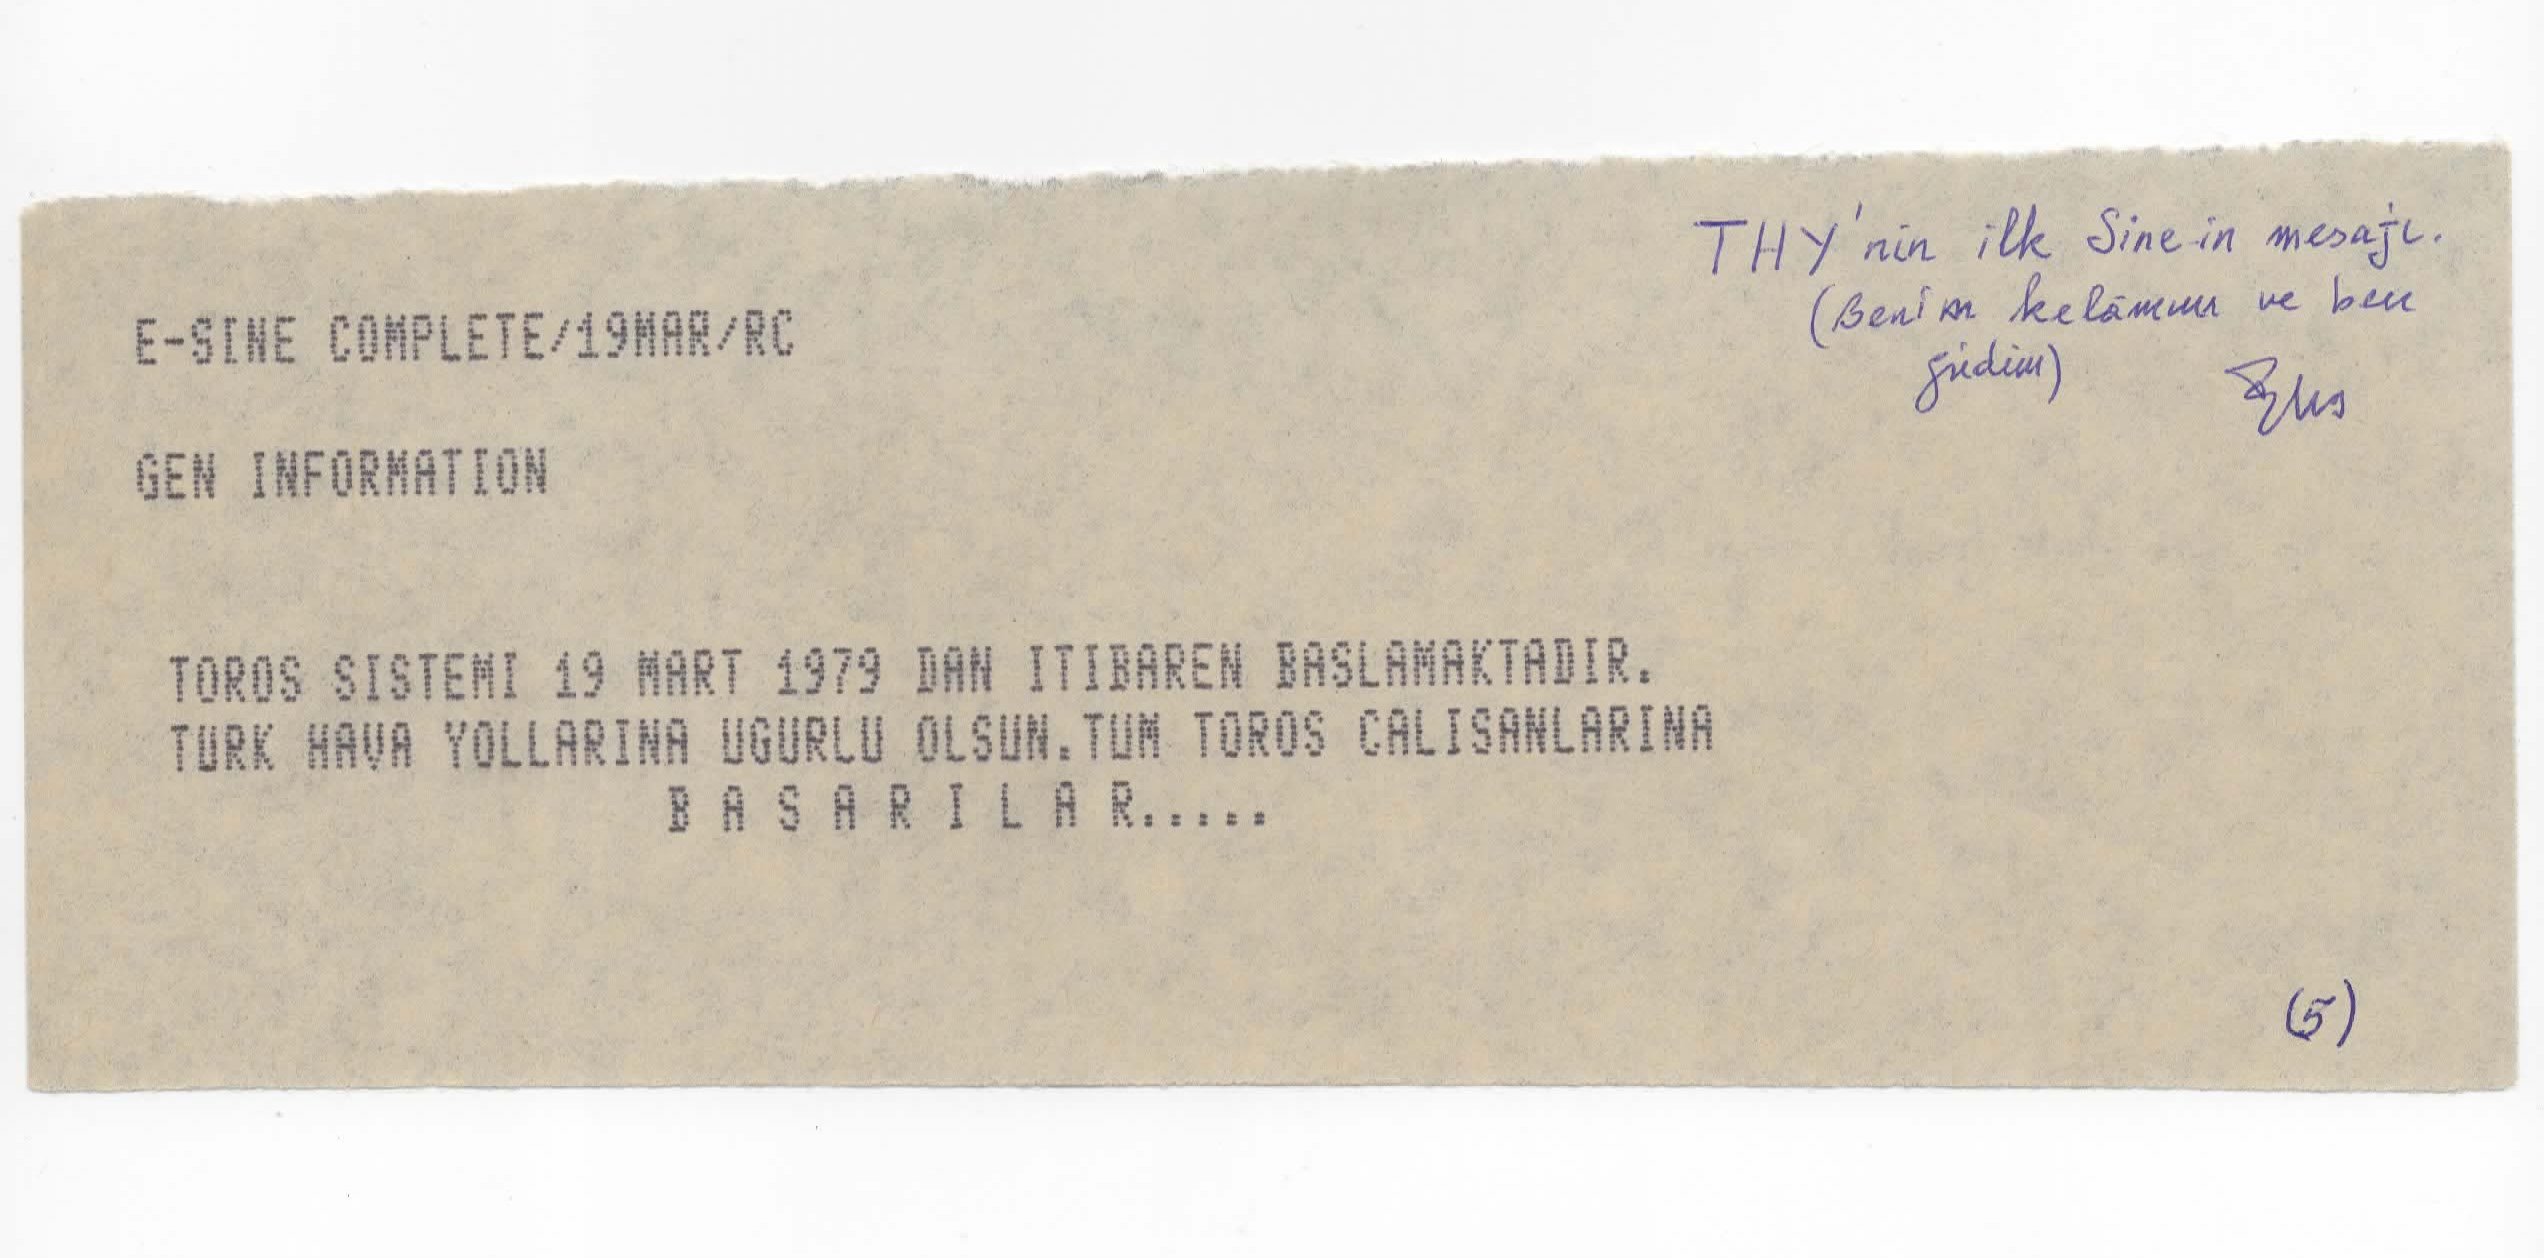 THY'nin ilk Sine-in mesajı.
(Benim kelâmım ve ben
girdim)
E-SINE COMPLETE/19MAR/RC
GEN INFORMATION
TOROS SISTEMI 19 MART 1979 DAN ITIBAREN BASLAMAKTADIR.
TURK HAVA YOLLARINA UGURLU OLSUN.TUM TOROS CALISANLARINA
B A S A R I L A R.....
(5)